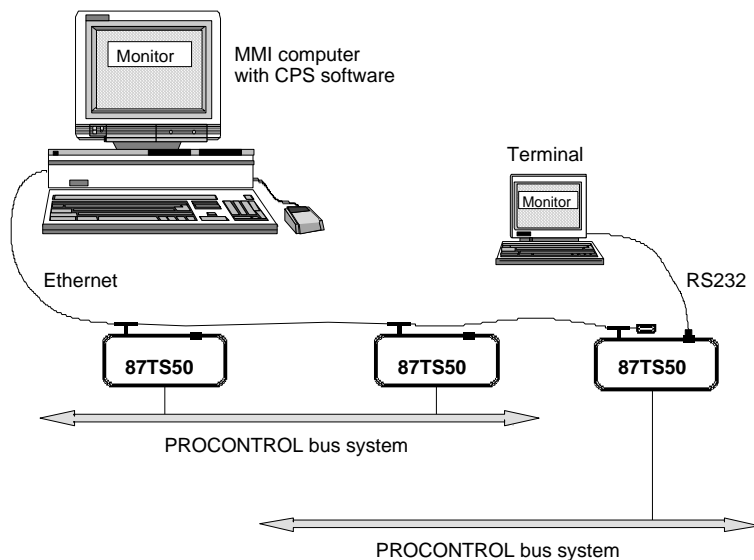 Monitor
MMI computer
with CPS software
Terminal
Monitor
Ethernet
RS232
87TS50
87TS50
87TS50
PROCONTROL bus system
PROCONTROL bus system